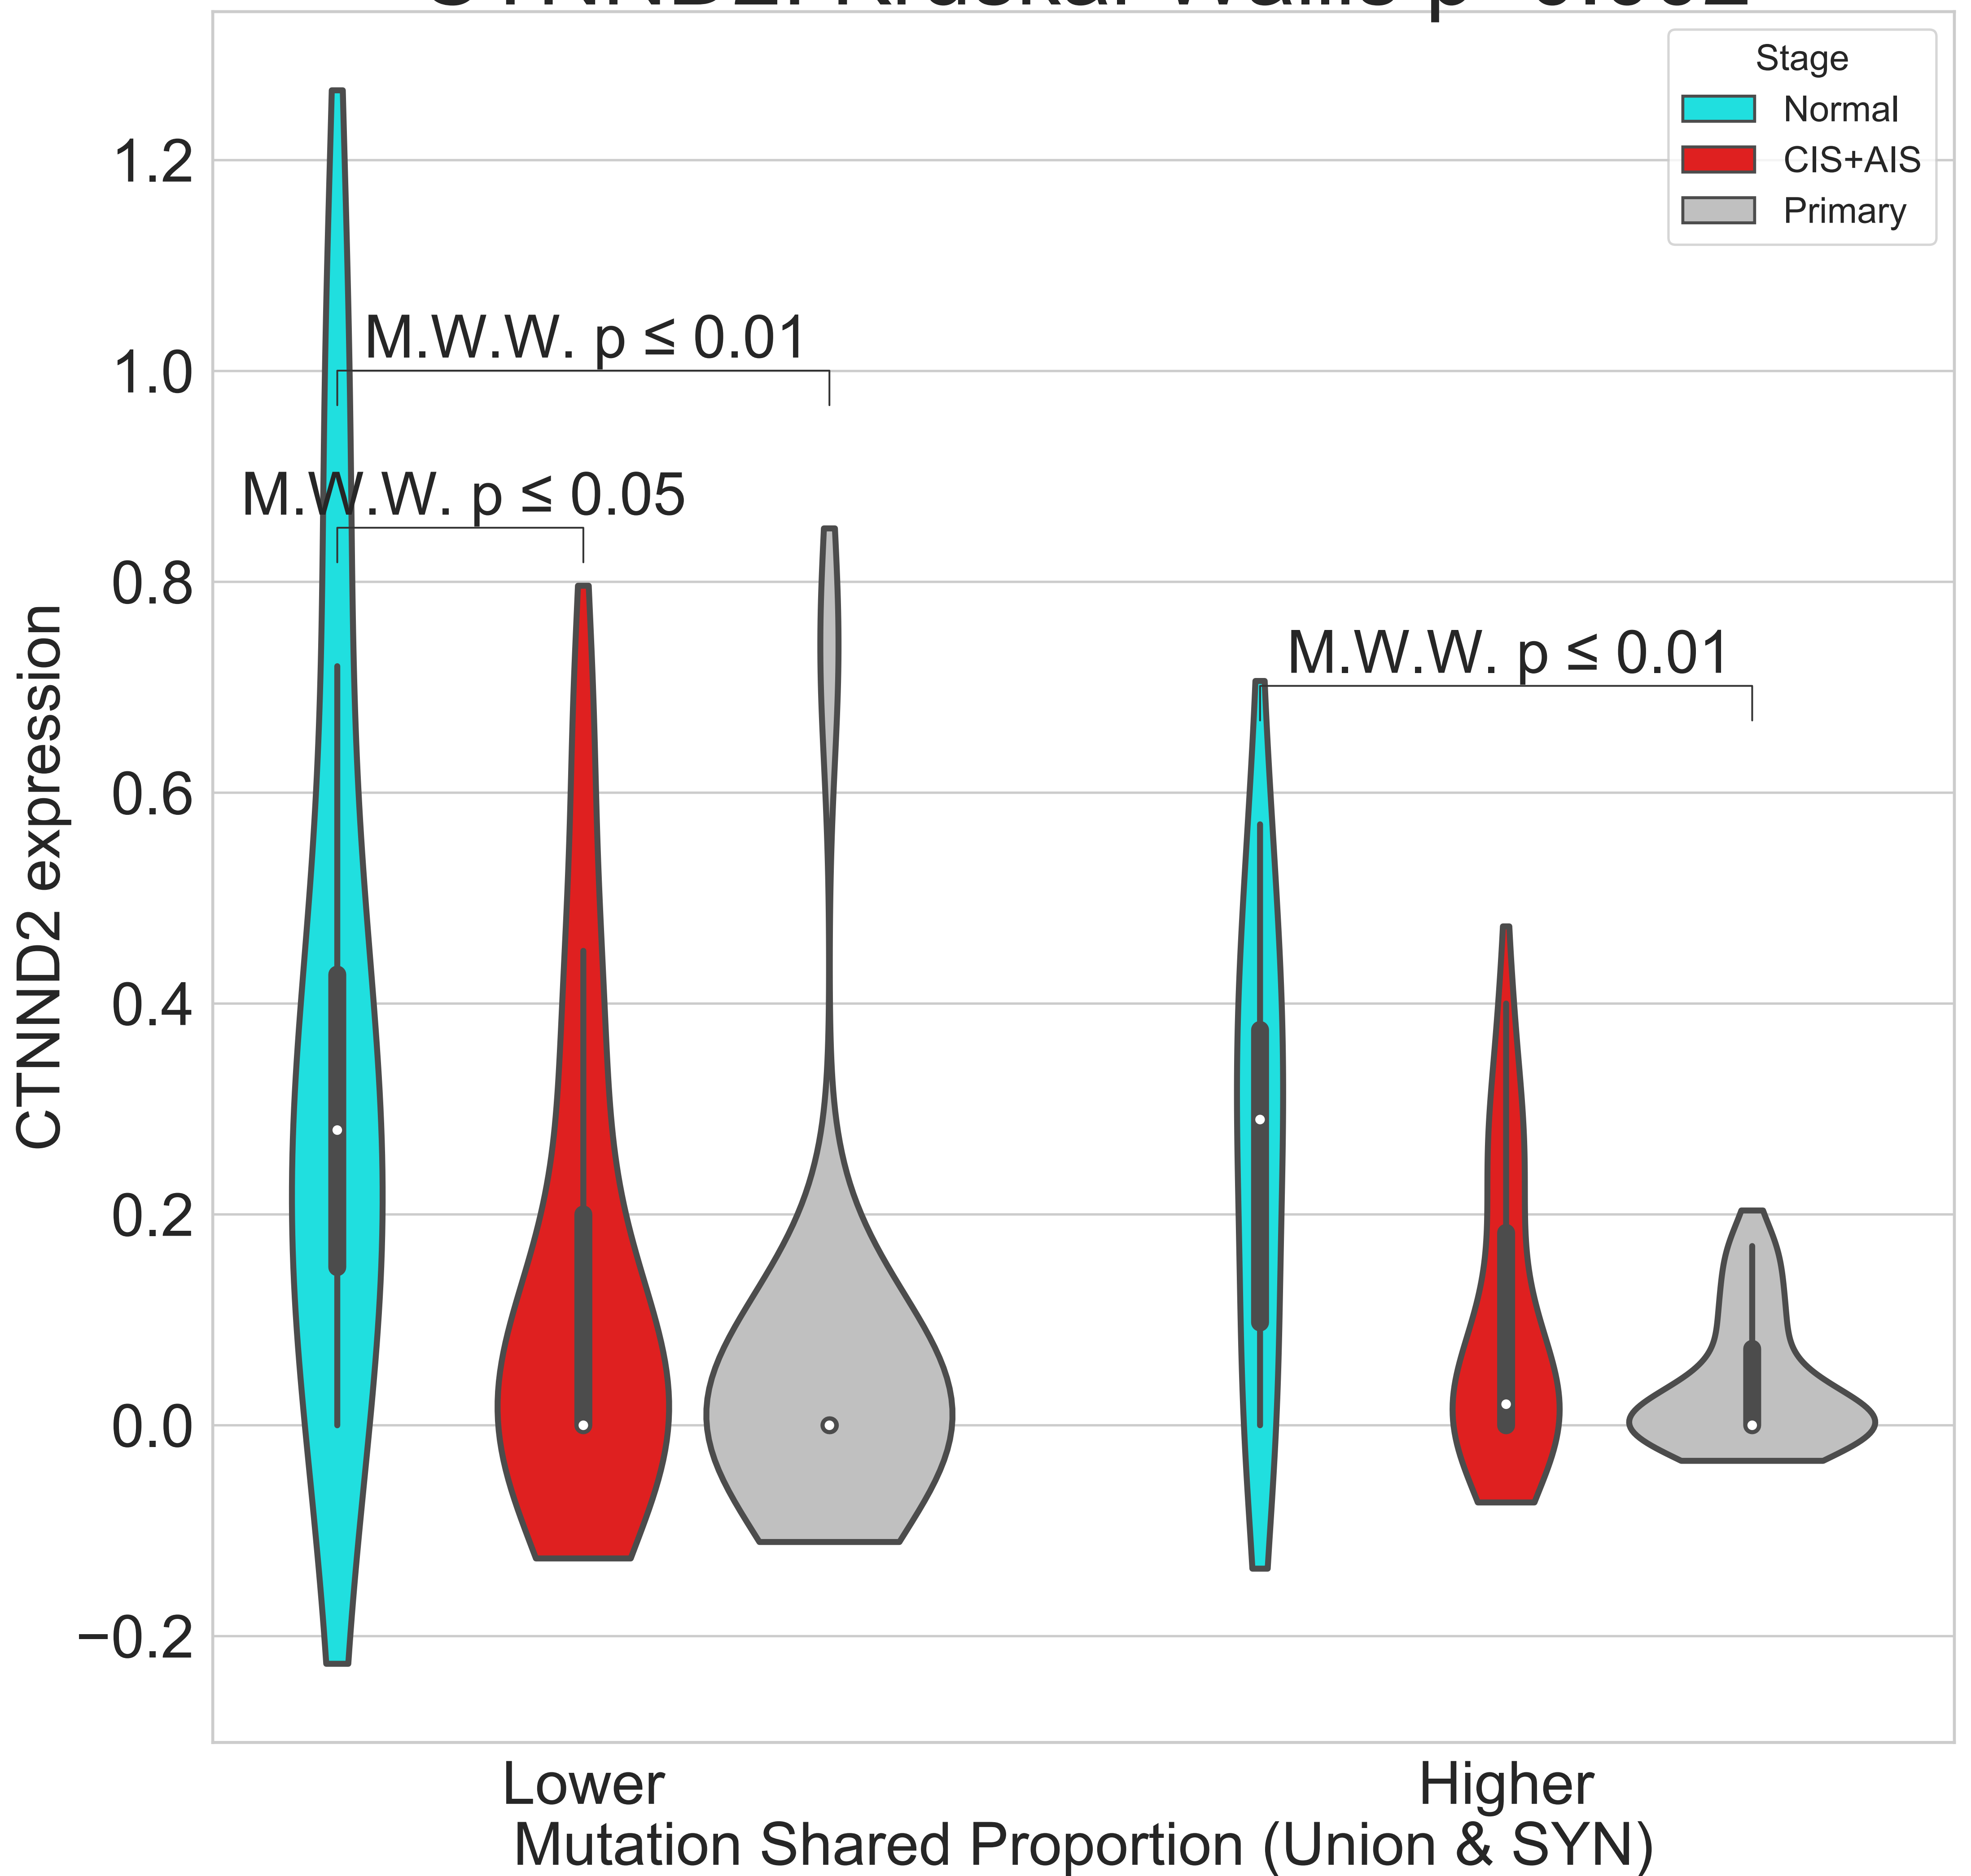 Stage
Normal
CIS+AIS
Primary
1.2
1.0
0.8
0.6
0.4
0.2
0.0
−0.2
CTNND2 expression
M.W.W. p ≤ 0.01
M.W.W. p ≤ 0.05
M.W.W. p ≤ 0.01
Lower
Higher
Mutation Shared Proportion (Union & SYN)